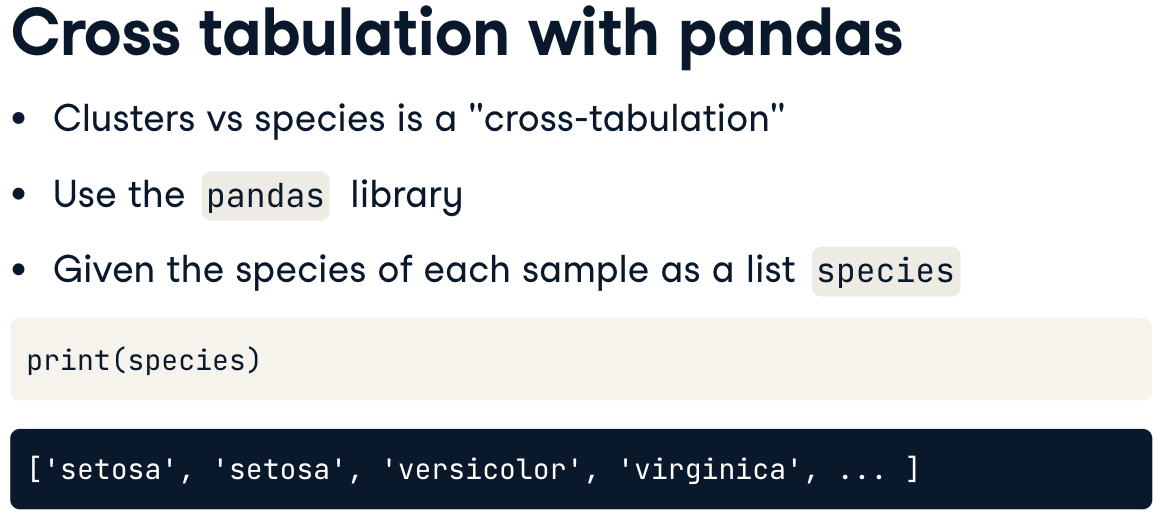 Cross tabulation with pandas
• Clusters vs species is a "cross-tabulation"
• Use the pandas library
• Given the species of each sample as a list species
print(species)
['setosa', 'setosa', 'versicolor', 'virginica', ... ]